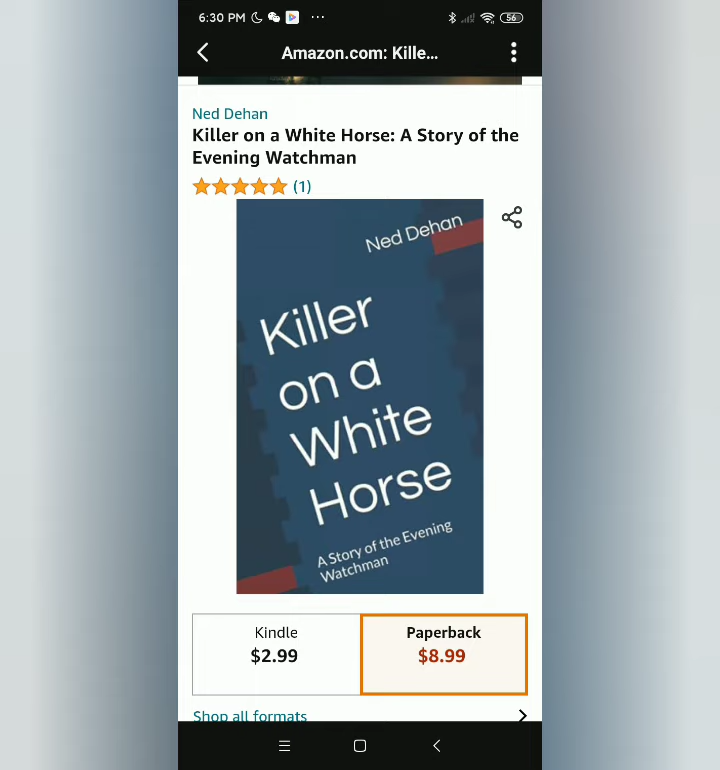 6:30 PM
56
Amazon.com: Kille...
Ned Dehan
Killer on a White Horse: A Story of the
Evening Watchman
(1)
Ned Dehan
Killer
on a
White
Horse
A Story of the Evening
Watchman
Kindle
$2.99
Paperback
$8.99
Shop all formats